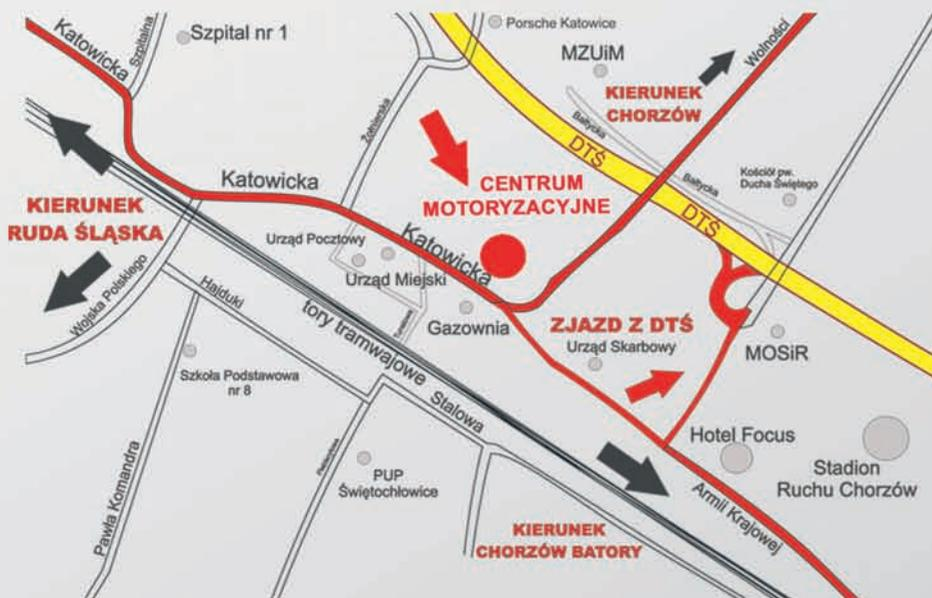 Katowicka
Szpitalna
Szpital nr 1
Porsche Katowice
MZUiM
Wolności
KIERUNEK
CHORZÓW
Bałtycka
DTŚ
Żołnierska
Kościół pw.
Ducha Świętego
Bałtycka
Katowicka
CENTRUM
MOTORYZACYJNE
DTŚ
KIERUNEK
RUDA ŚLĄSKA
Urząd Pocztowy
Katowicka
Urząd Miejski
Wojska Polskiego
Hajduki
tory tramwajowe
Gazownia
ZJAZD Z DTŚ
Urząd Skarbowy
MOSiR
Szkoła Podstawowa
nr 8
Stalowa
Hotel Focus
Stadion
Ruchu Chorzów
PUP
Świętochłowice
Pawła Komandra
Armii Krajowej
KIERUNEK
CHORZÓW BATORY